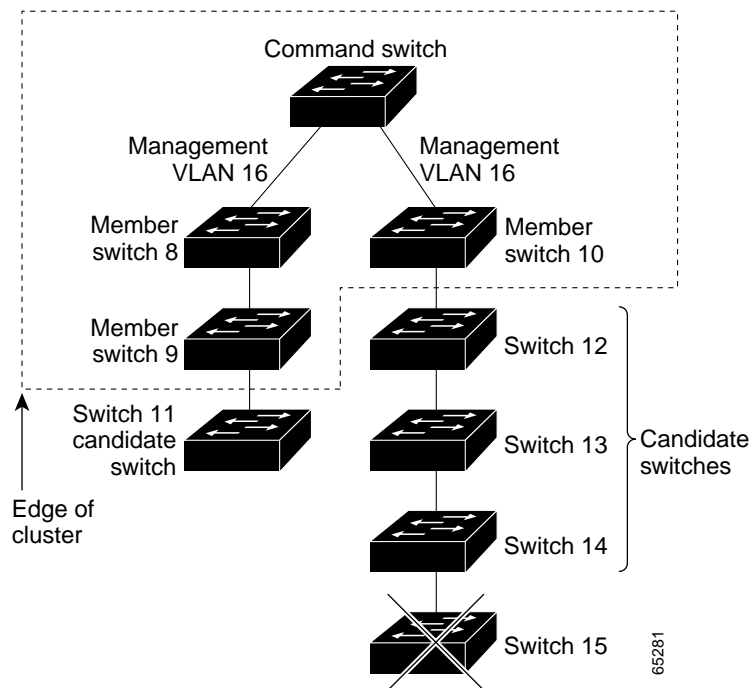 Command switch
Management
VLAN 16
Management
VLAN 16
Member
switch 8
Member
switch 10
Member
switch 9
Switch 12
Switch 11
candidate
switch
Switch 13
Candidate
switches
Edge of
cluster
Switch 14
Switch 15
65281